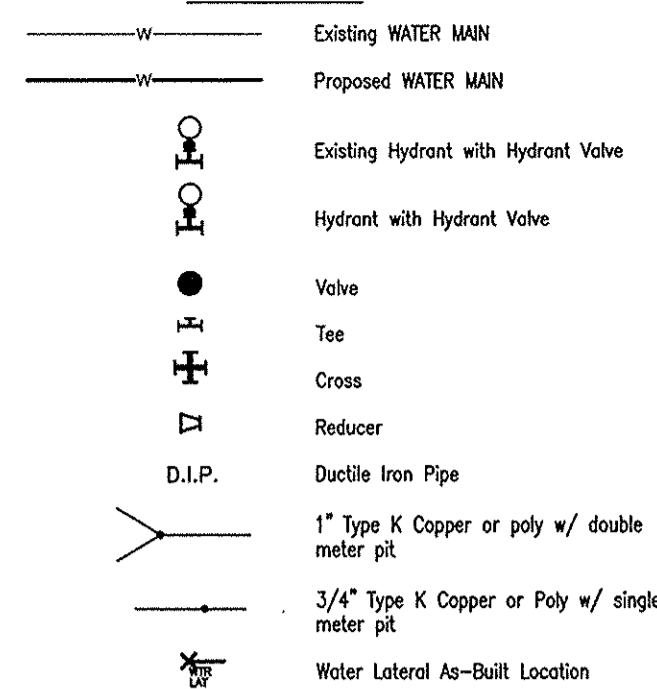 W Existing WATER MAIN
W Proposed WATER MAIN
Existing Hydrant with Hydrant Valve
Hydrant with Hydrant Valve
Valve
Tee
Cross
Reducer
D.I.P. Ductile Iron Pipe
1" Type K Copper or poly w/ double
meter pit
3/4" Type K Copper or Poly w/ single
meter pit
WTR
LAT Water Lateral As-Built Location